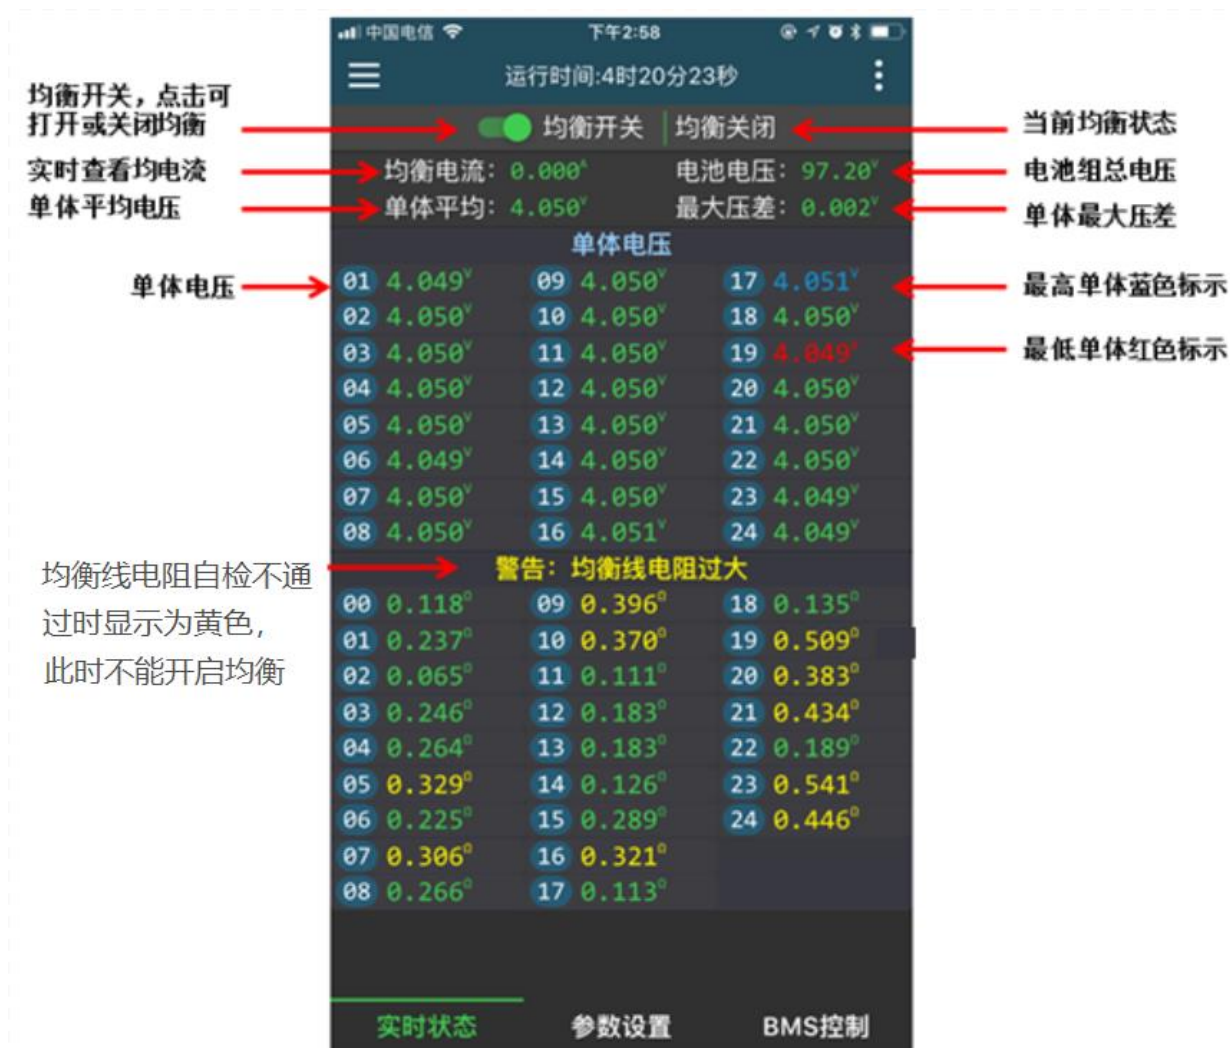 中国电信 下午2:58
运行时间:4时20分23秒
均衡开关，点击可
打开或关闭均衡
均衡开关 均衡关闭
当前均衡状态
实时查看均电流
均衡电流：0.000A 电池电压：97.20V
电池组总电压
单体平均电压
单体平均：4.050V 最大压差：0.002V
单体最大压差
单体电压
单体电压
01 4.049V 09 4.050V 17 4.051V
最高单体蓝色标示
02 4.050V 10 4.050V 18 4.050V
03 4.050V 11 4.050V 19 4.049V
最低单体红色标示
04 4.050V 12 4.050V 20 4.050V
05 4.050V 13 4.050V 21 4.050V
06 4.049V 14 4.050V 22 4.050V
07 4.050V 15 4.050V 23 4.049V
08 4.050V 16 4.051V 24 4.049V
警告：均衡线电阻过大
均衡线电阻自检不通
过时显示为黄色，
此时不能开启均衡
00 0.118Ω 09 0.396Ω 18 0.135Ω
01 0.237Ω 10 0.370Ω 19 0.509Ω
02 0.065Ω 11 0.111Ω 20 0.383Ω
03 0.246Ω 12 0.183Ω 21 0.434Ω
04 0.264Ω 13 0.183Ω 22 0.189Ω
05 0.329Ω 14 0.126Ω 23 0.541Ω
06 0.225Ω 15 0.289Ω 24 0.446Ω
07 0.306Ω 16 0.321Ω
08 0.266Ω 17 0.113Ω
实时状态 参数设置 BMS控制